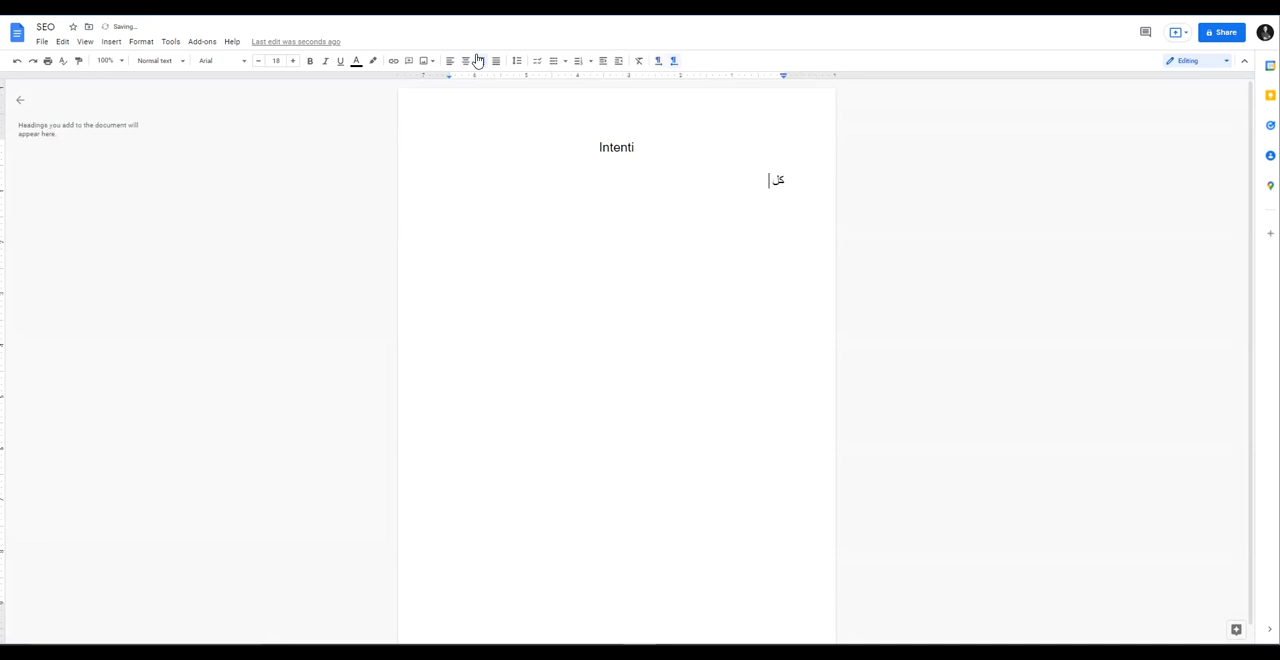 SEO
Saving...
File Edit View Insert Format Tools Add-ons Help Last edit was seconds ago
Share
100% Normal text Arial 18
Editing
Headings you add to the document will
appear here.
Intenti
كل